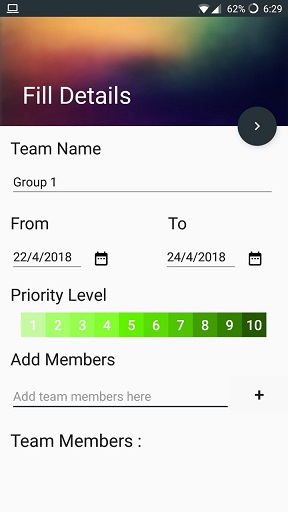 62% 6:29
Fill Details
Team Name
Group 1
From To
22/4/2018 24/4/2018
Priority Level
1 2 3 4 5 6 7 8 9 10
Add Members
Add team members here +
Team Members :